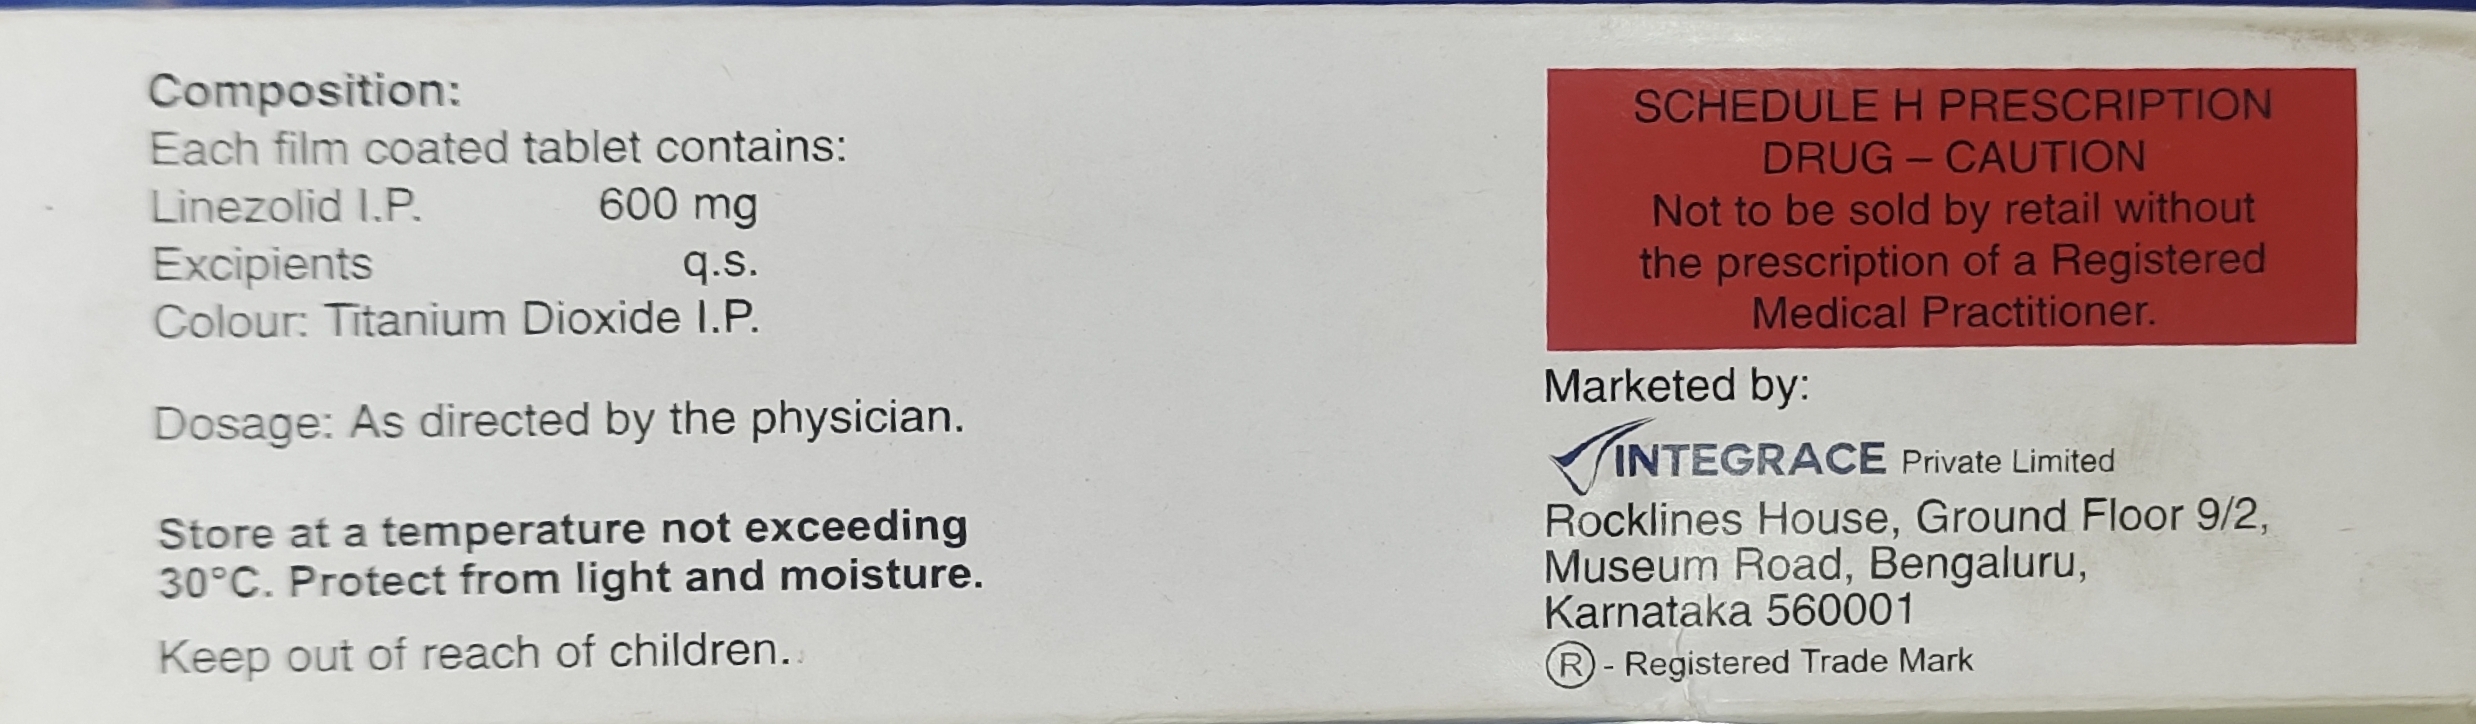 Composition:
Each film coated tablet contains:
Linezolid I.P. 600 mg
Excipients q.s.
Colour: Titanium Dioxide I.P.
Dosage: As directed by the physician.
Store at a temperature not exceeding
30°C. Protect from light and moisture.
Keep out of reach of children.
SCHEDULE H PRESCRIPTION
DRUG – CAUTION
Not to be sold by retail without
the prescription of a Registered
Medical Practitioner.
Marketed by:
INTEGRACE Private Limited
Rocklines House, Ground Floor 9/2,
Museum Road, Bengaluru,
Karnataka 560001
® - Registered Trade Mark